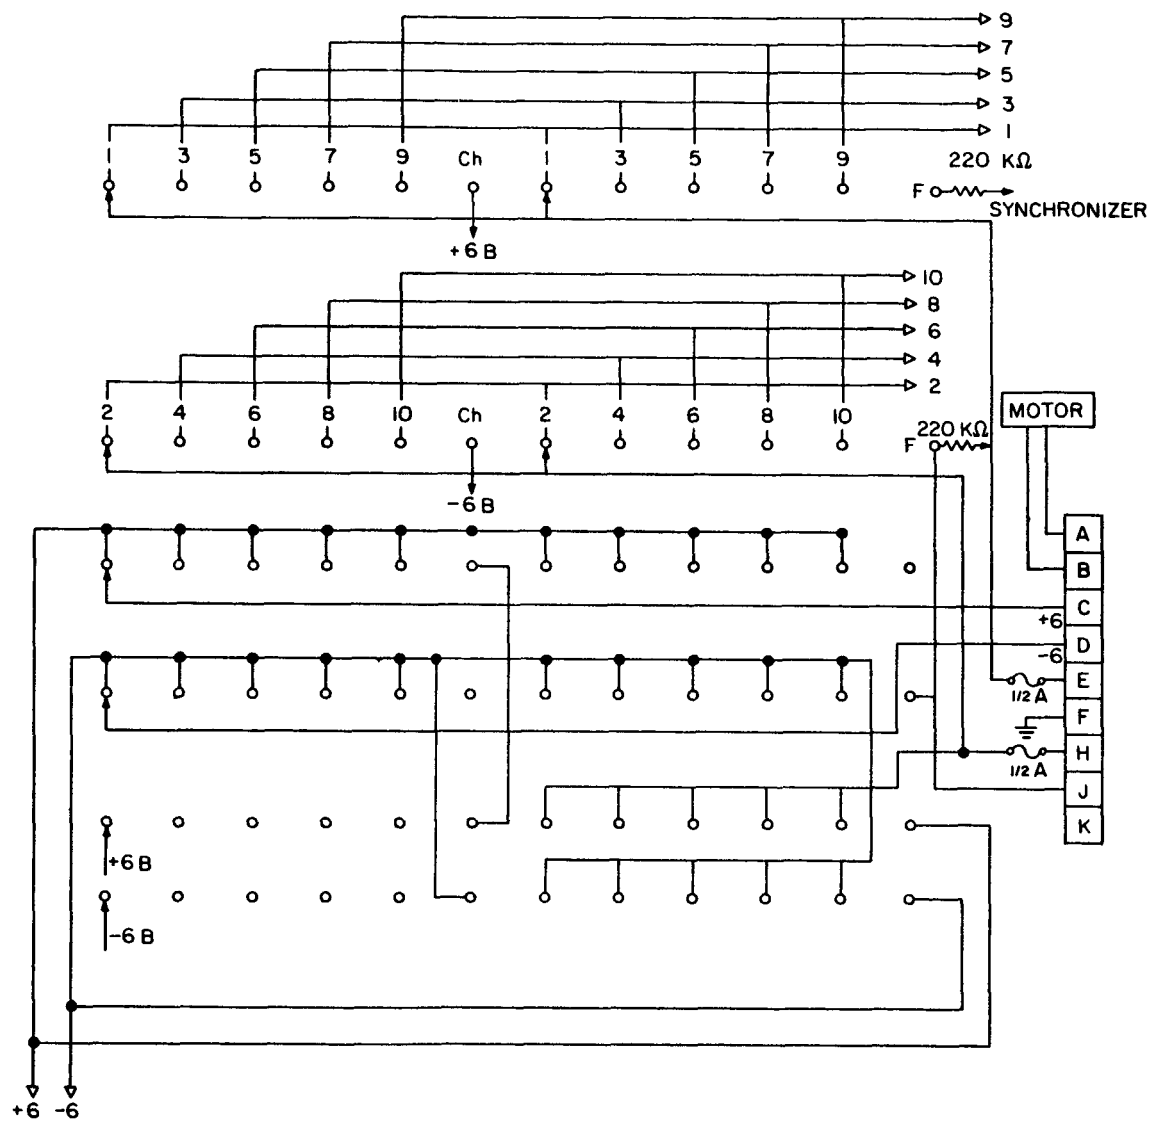 9
7
5
3
1
1 3 5 7 9 Ch 1 3 5 7 9 220 KΩ
F
SYNCHRONIZER
+6 B
10
8
6
4
2
2 4 6 8 10 Ch 2 4 6 8 10
F 220 KΩ
MOTOR
-6 B
A
B
C
+6
D
-6
E
1/2 A
F
H
1/2 A
J
K
+6 B
-6 B
+6 -6